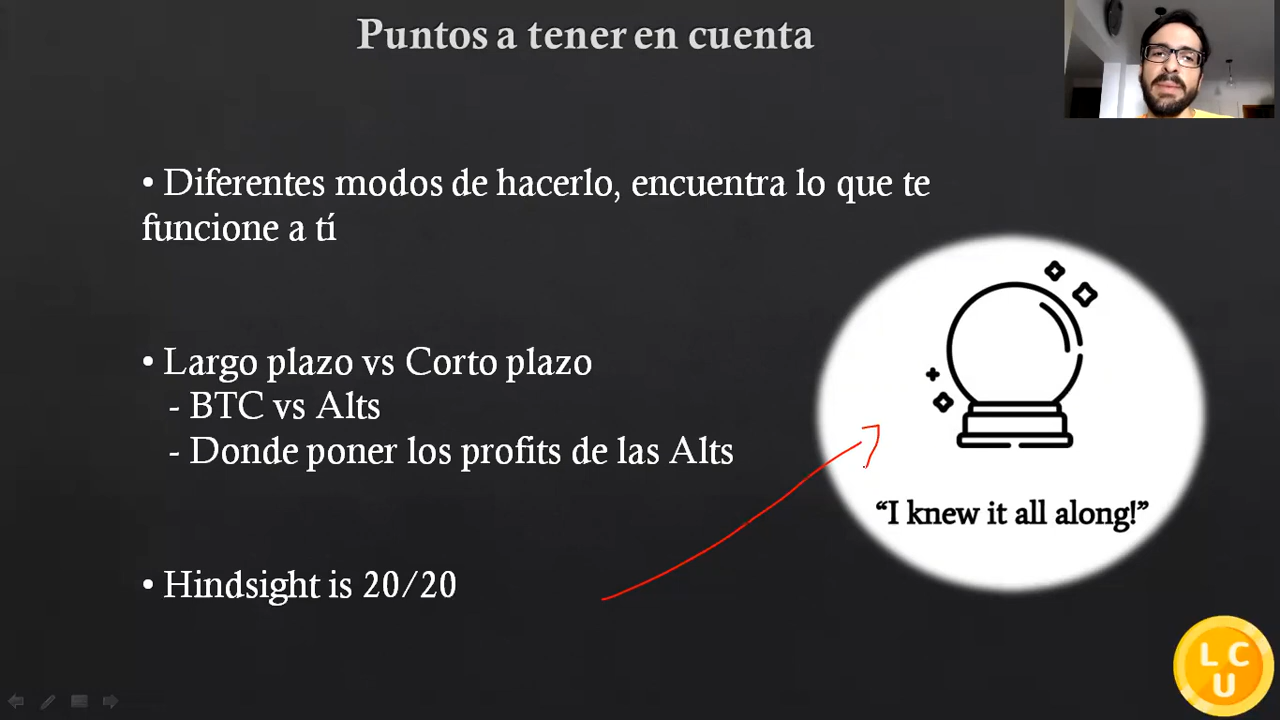 Puntos a tener en cuenta
• Diferentes modos de hacerlo, encuentra lo que te
funcione a tí
• Largo plazo vs Corto plazo
- BTC vs Alts
- Donde poner los profits de las Alts
“I knew it all along!”
• Hindsight is 20/20
L C
U